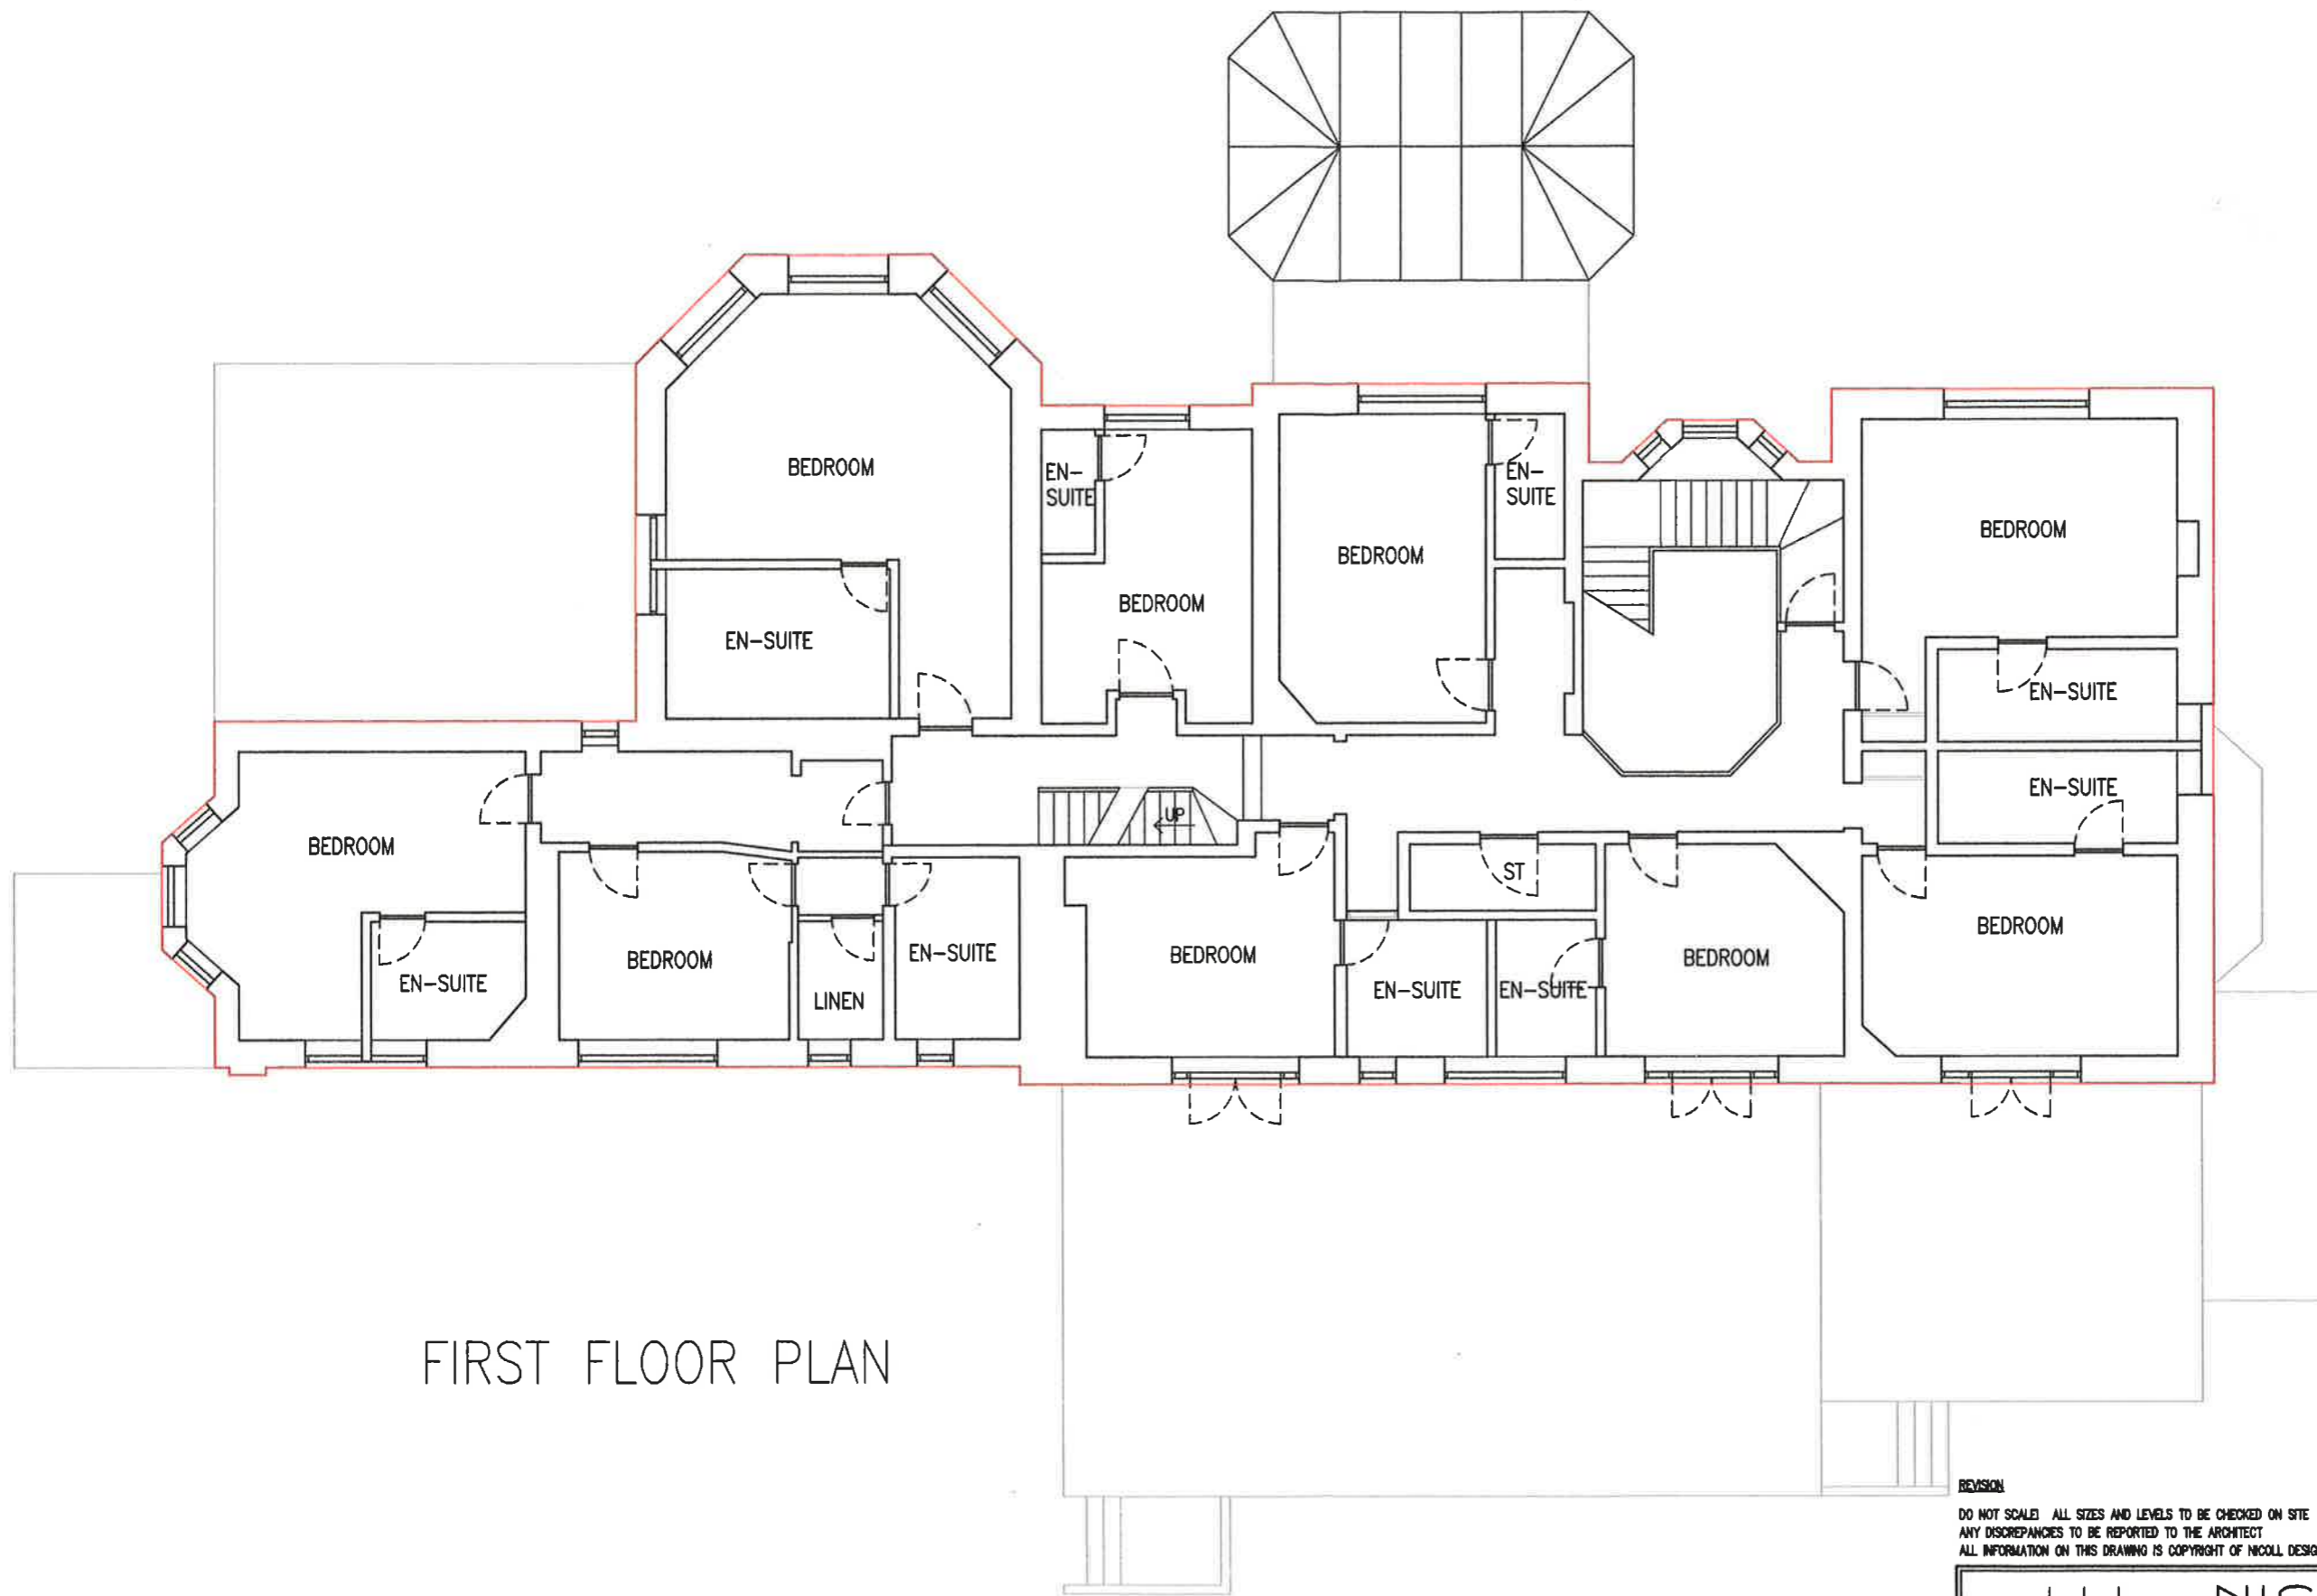 BEDROOM
EN-
SUITE
EN-
SUITE
BEDROOM
BEDROOM
BEDROOM
EN-SUITE
EN-SUITE
EN-SUITE
UP
BEDROOM
ST
BEDROOM
EN-SUITE
BEDROOM
LINEN
EN-SUITE
BEDROOM
EN-SUITE
EN-SUITE
BEDROOM
BEDROOM
FIRST FLOOR PLAN
REVISION
DO NOT SCALE! ALL SIZES AND LEVELS TO BE CHECKED ON SITE
ANY DISCREPANCIES TO BE REPORTED TO THE ARCHITECT
ALL INFORMATION ON THIS DRAWING IS COPYRIGHT OF NICOLL DESIG